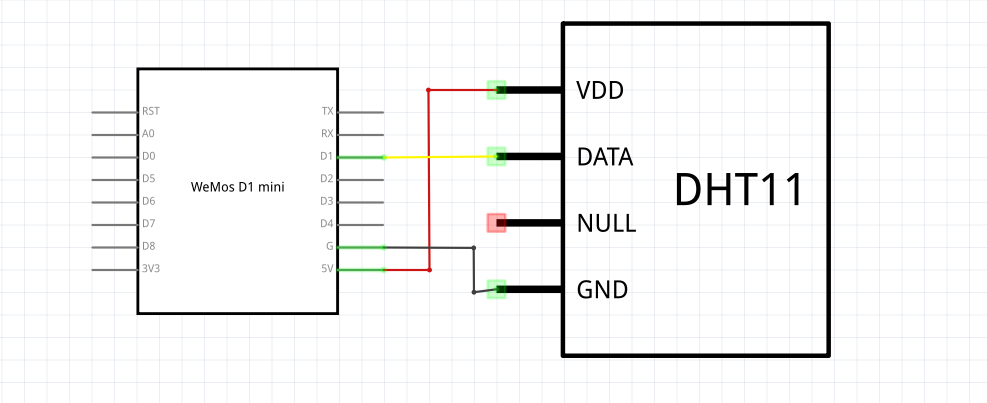 RST
A0
D0
D5
D6
D7
D8
3V3
WeMos D1 mini
TX
RX
D1
D2
D3
D4
G
5V
VDD
DATA
NULL
GND
DHT11